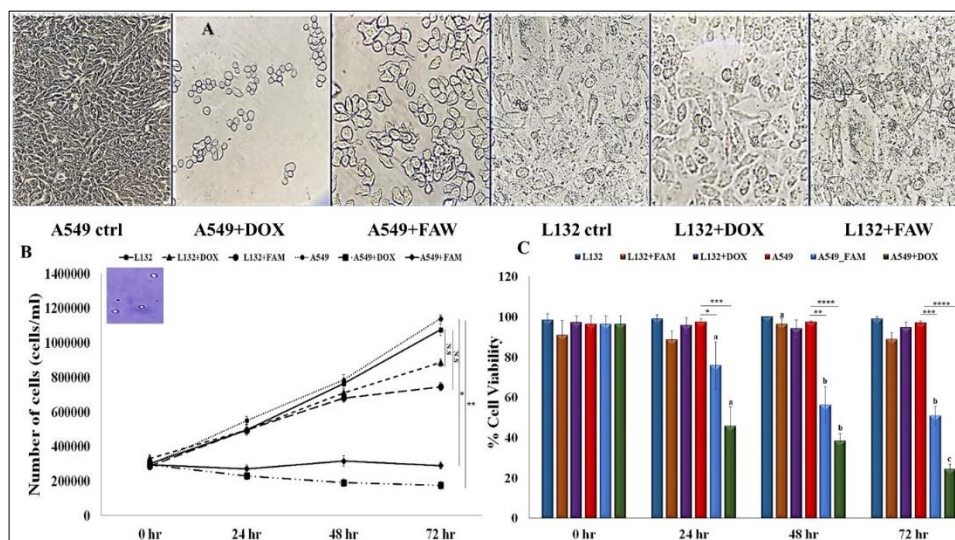 A
A549 ctrl A549+DOX A549+FAW L132 ctrl L132+DOX L132+FAW
B
L132 L132+DOX L132+FAM A549 A549+DOX A549+FAM
Number of cells (cells/ml)
1400000
1200000
1000000
800000
600000
400000
200000
0
0 hr 24 hr 48 hr 72 hr
N.S
N.S
*
**
C
L132 L132+FAM L132+DOX A549 A549_FAM A549+DOX
% Cell Viability
120
100
80
60
40
20
0
*** **** ****
* ** ***
a
a b b
a b c
0 hr 24 hr 48 hr 72 hr